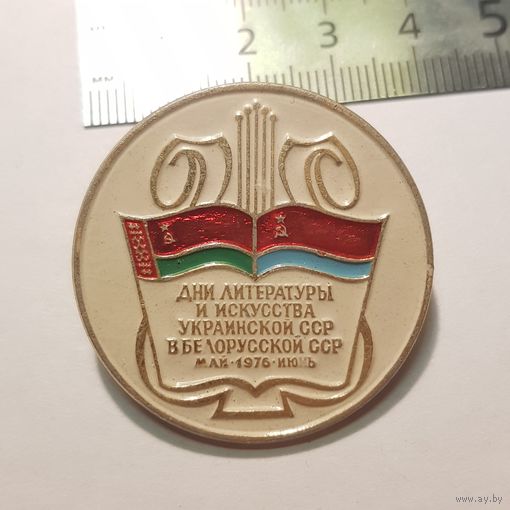 мм
2 3 4 5
ДНИ ЛИТЕРАТУРЫ
И ИСКУССТВА
УКРАИНСКОЙ ССР
В БЕЛОРУССКОЙ ССР
МАЙ · 1976 · ИЮНЬ
www.ay.by